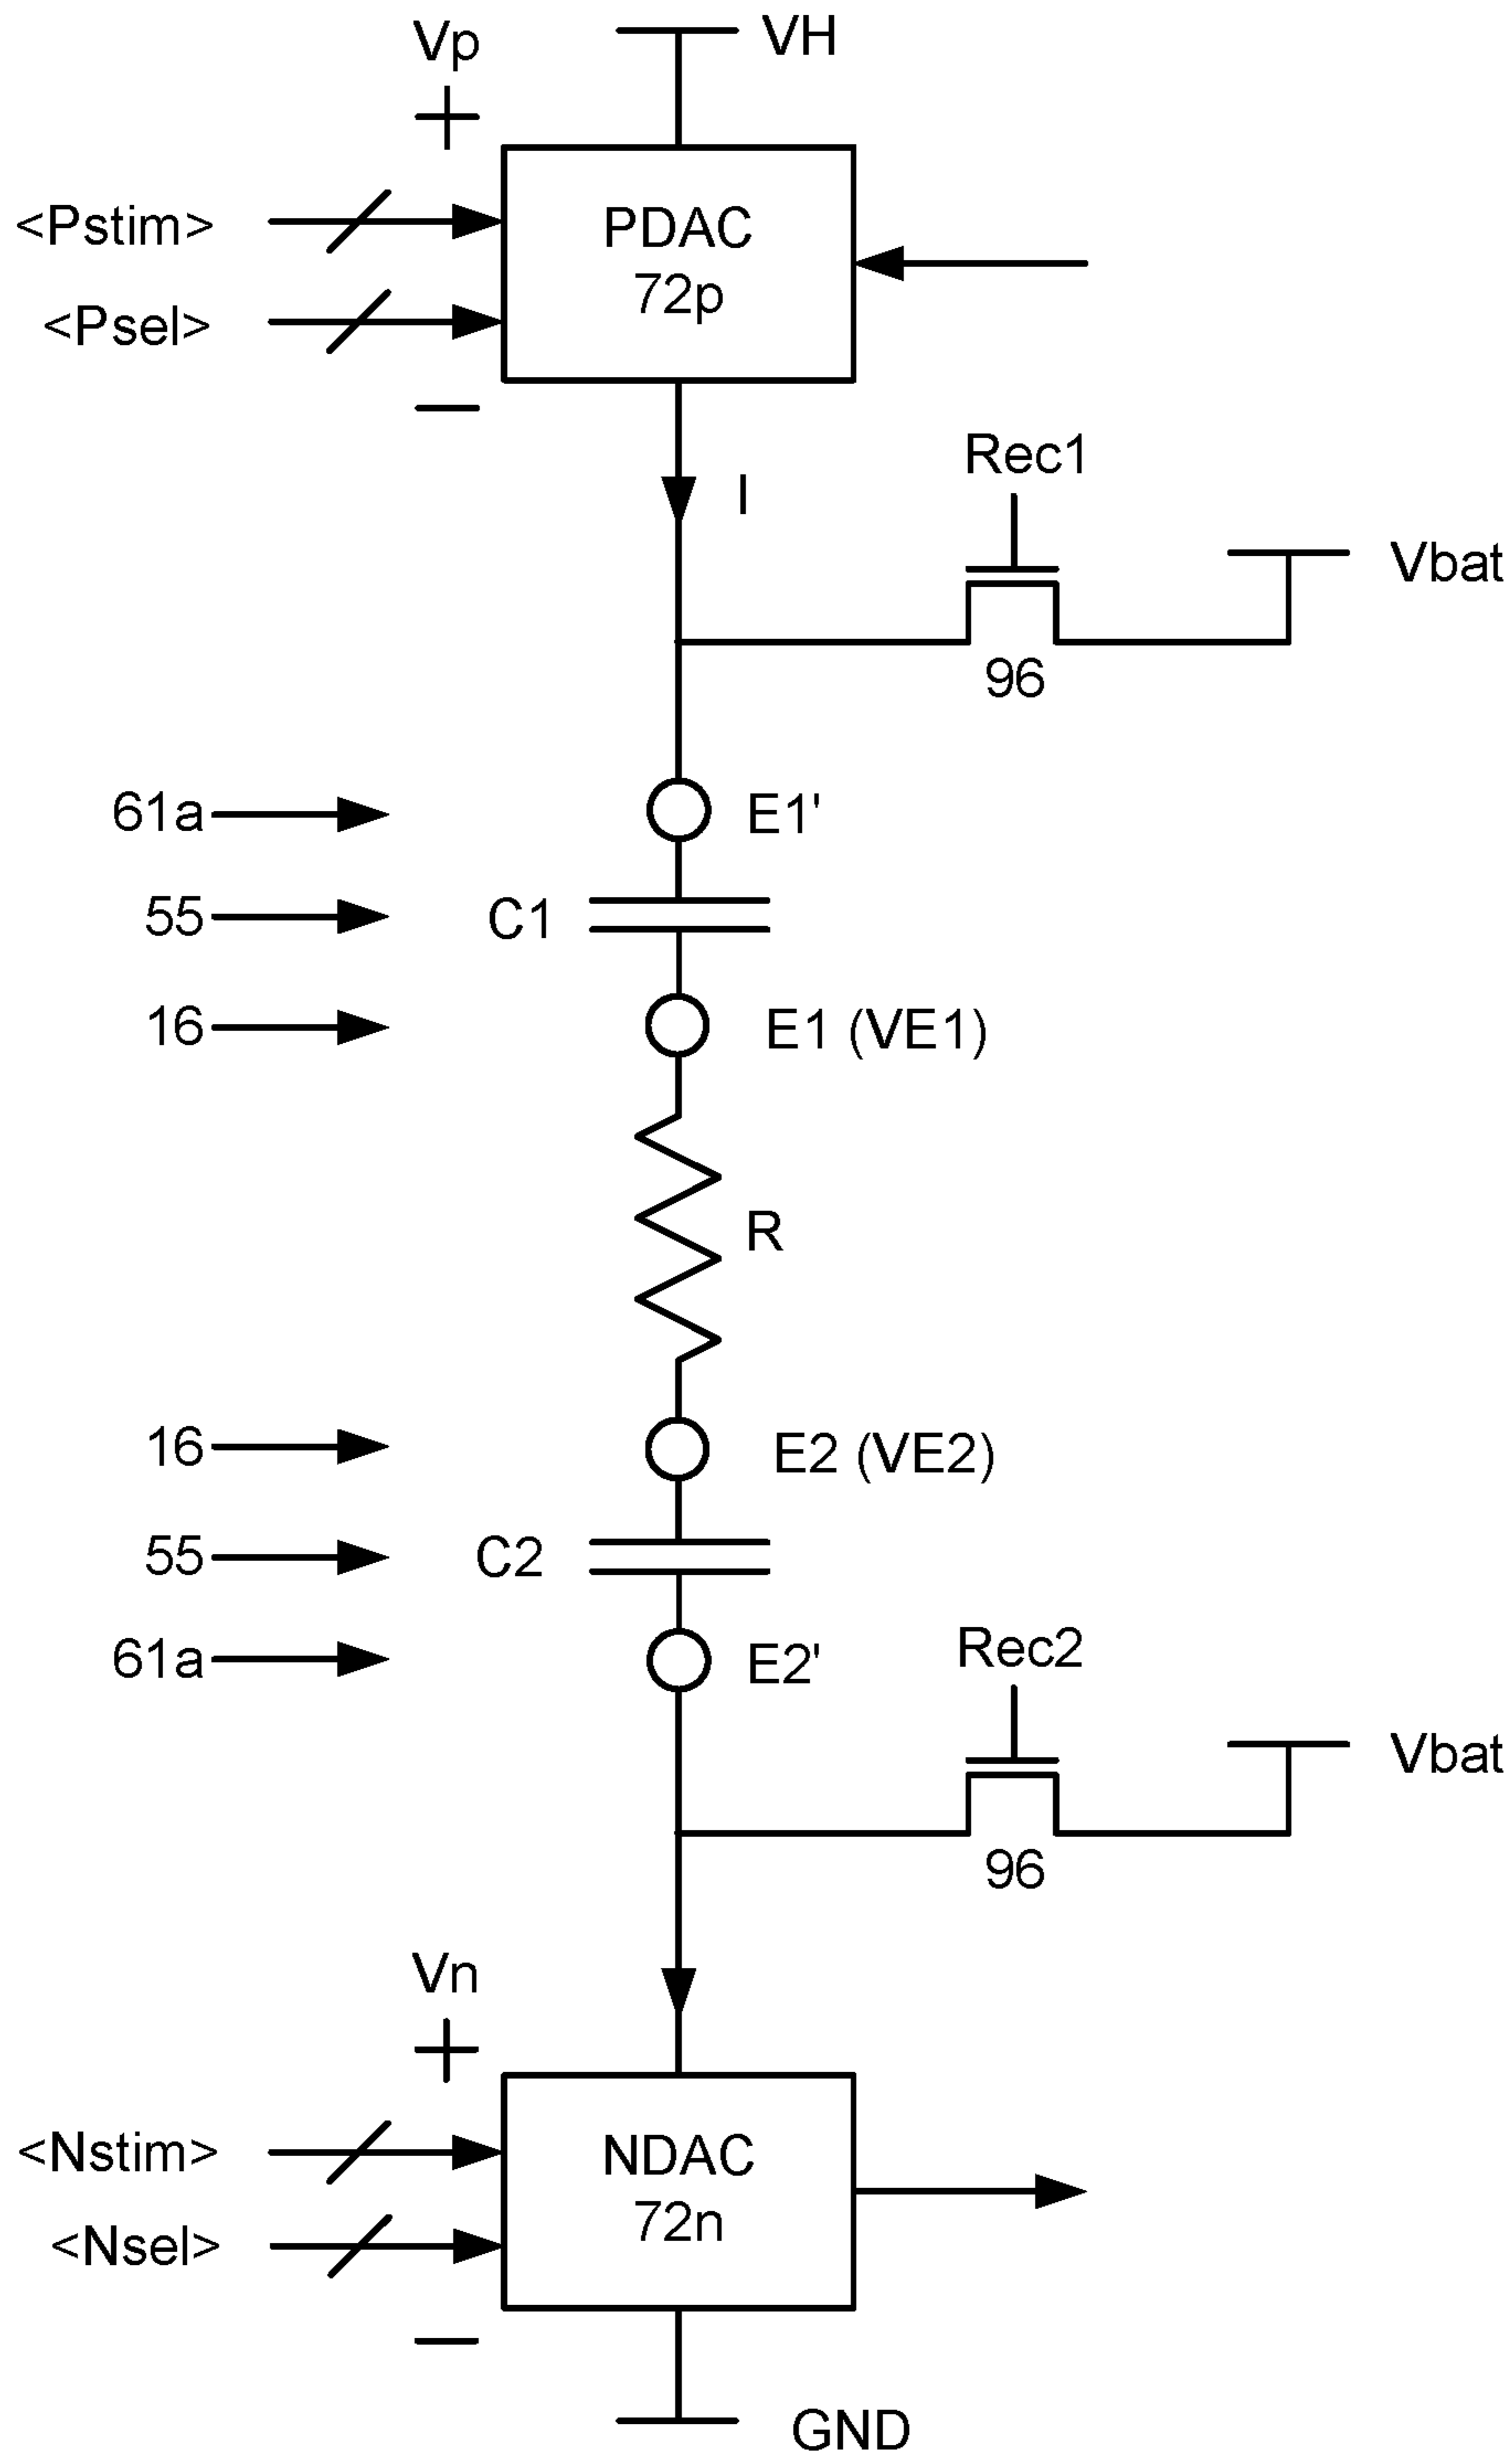 Vp
VH
+
<Pstim>
PDAC
72p
<Psel>
−
I
Rec1
Vbat
96
61a
E1'
55
C1
16
E1 (VE1)
R
16
E2 (VE2)
55
C2
61a
E2'
Rec2
Vbat
96
Vn
+
<Nstim>
NDAC
72n
<Nsel>
−
GND